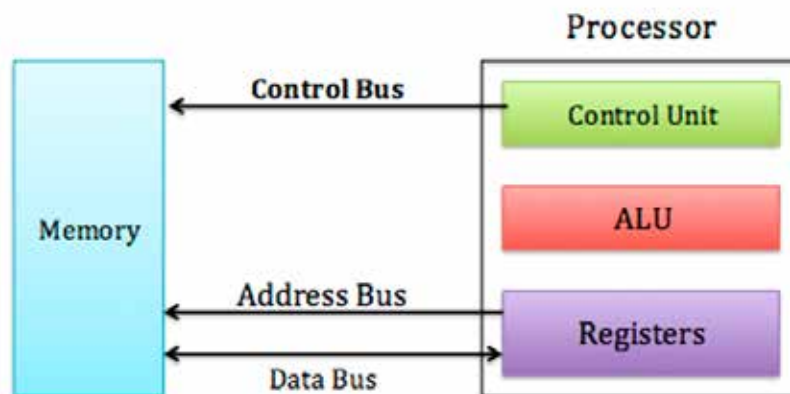 Processor
Control Bus
Control Unit
Memory
ALU
Address Bus
Registers
Data Bus